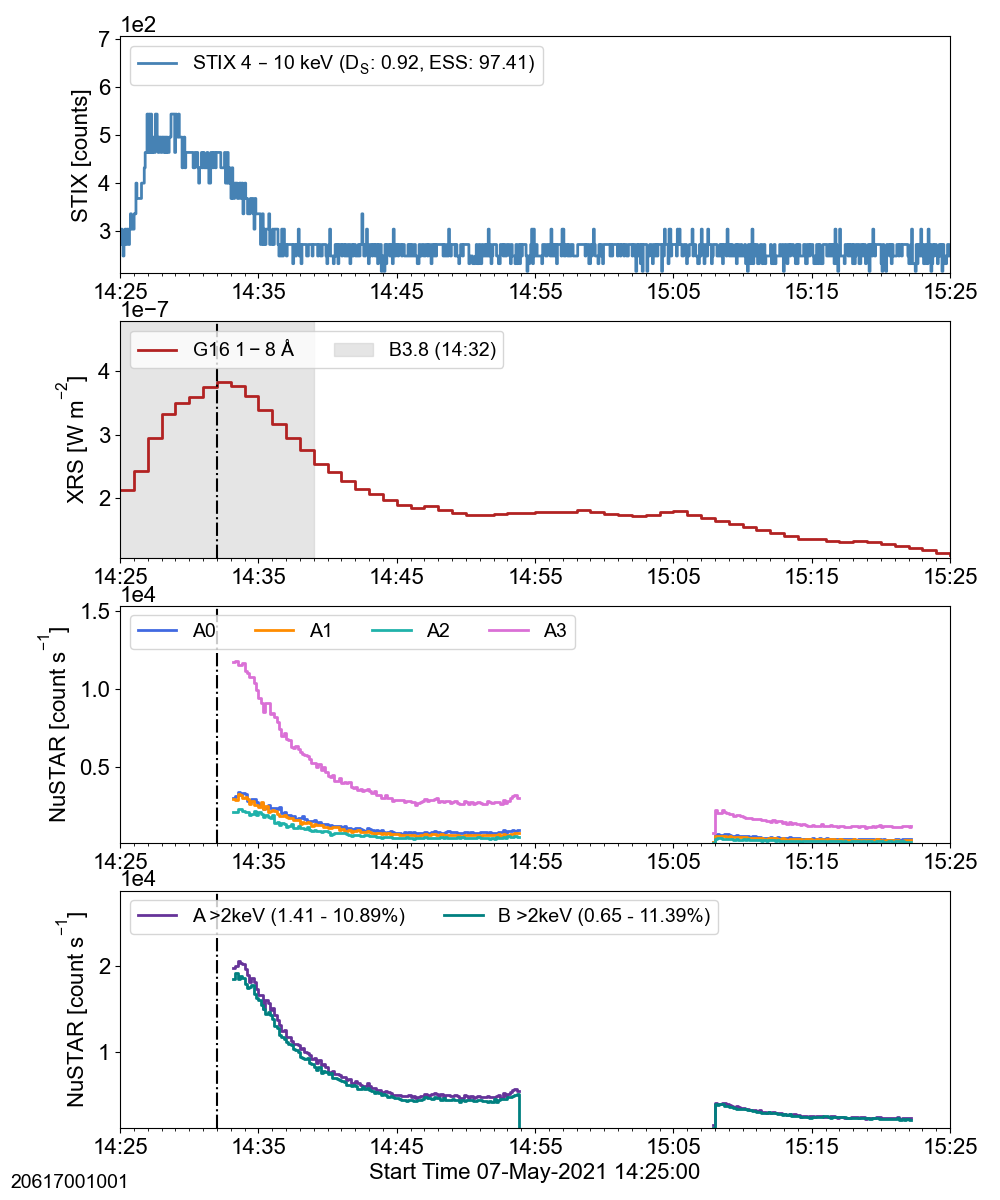 1e2
7
6
5
4
3
STIX [counts]
STIX 4 – 10 keV (D_S: 0.92, ESS: 97.41)
14:25 14:35 14:45 14:55 15:05 15:15 15:25
1e−7
4
3
2
XRS [W m⁻²]
G16 1 – 8 Å B3.8 (14:32)
14:25 14:35 14:45 14:55 15:05 15:15 15:25
1e4
1.5
1.0
0.5
NuSTAR [count s⁻¹]
A0 A1 A2 A3
14:25 14:35 14:45 14:55 15:05 15:15 15:25
1e4
2
1
NuSTAR [count s⁻¹]
A >2keV (1.41 - 10.89%) B >2keV (0.65 - 11.39%)
14:25 14:35 14:45 14:55 15:05 15:15 15:25
Start Time 07-May-2021 14:25:00
20617001001